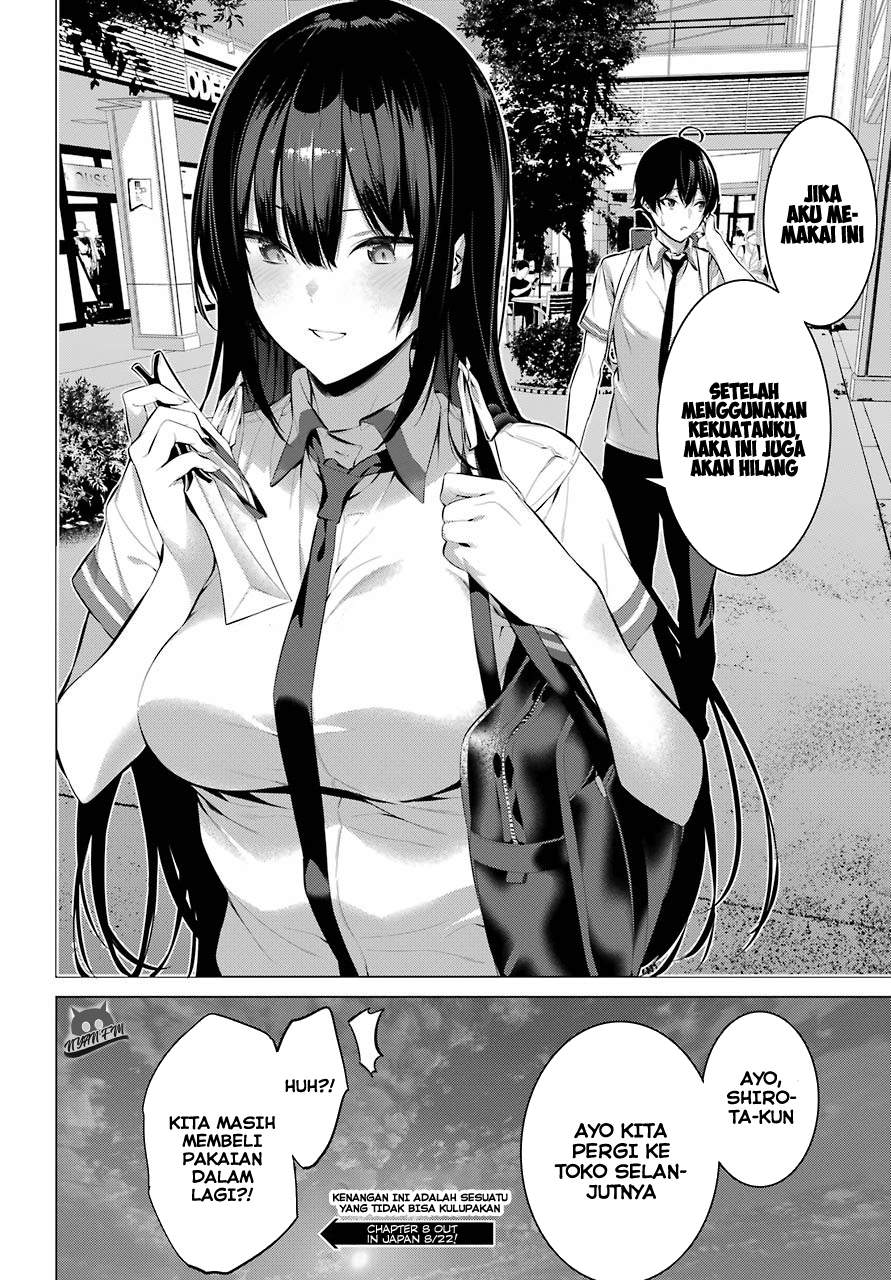 JIKA
AKU ME-
MAKAI INI
SETELAH
MENGGUNAKAN
KEKUATANKU,
MAKA INI JUGA
AKAN HILANG
AYO,
SHIRO-
TA-KUN
AYO KITA
PERGI KE
TOKO SELAN-
JUTNYA
HUH?!
KITA MASIH
MEMBELI
PAKAIAN
DALAM
LAGI?!
KENANGAN INI ADALAH SESUATU
YANG TIDAK BISA KULUPAKAN
CHAPTER 8 OUT
IN JAPAN 8/22!
NYAN FM